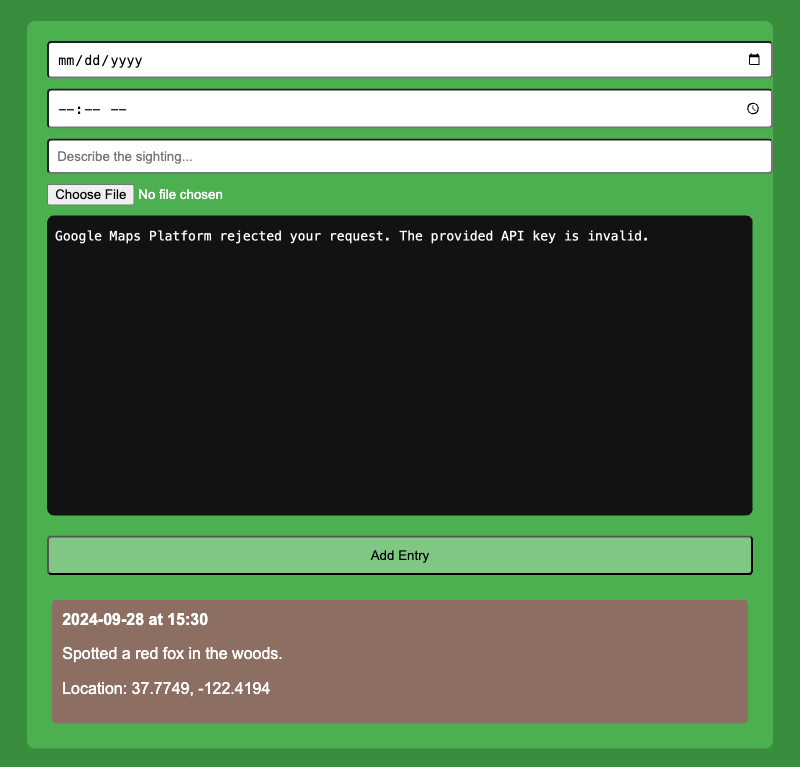 mm/dd/yyyy
--:-- --
Describe the sighting...
Choose File No file chosen
Google Maps Platform rejected your request. The provided API key is invalid.
Add Entry
2024-09-28 at 15:30
Spotted a red fox in the woods.
Location: 37.7749, -122.4194